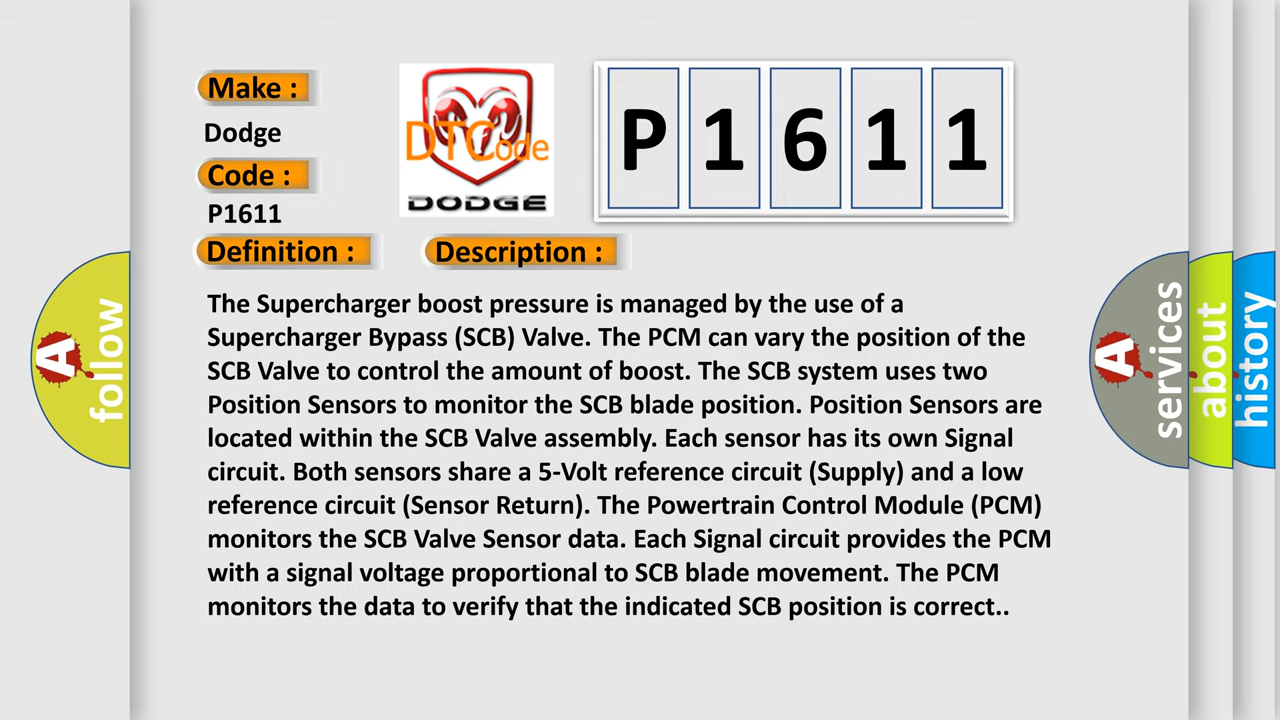 Make :
Dodge
Code :
P1611
DTCode
DODGE
P1611
Definition :
Description :
The Supercharger boost pressure is managed by the use of a
Supercharger Bypass (SCB) Valve. The PCM can vary the position of the
SCB Valve to control the amount of boost. The SCB system uses two
Position Sensors to monitor the SCB blade position. Position Sensors are
located within the SCB Valve assembly. Each sensor has its own Signal
circuit. Both sensors share a 5-Volt reference circuit (Supply) and a low
reference circuit (Sensor Return). The Powertrain Control Module (PCM)
monitors the SCB Valve Sensor data. Each Signal circuit provides the PCM
with a signal voltage proportional to SCB blade movement. The PCM
monitors the data to verify that the indicated SCB position is correct..
A
follow
A
services
about
history